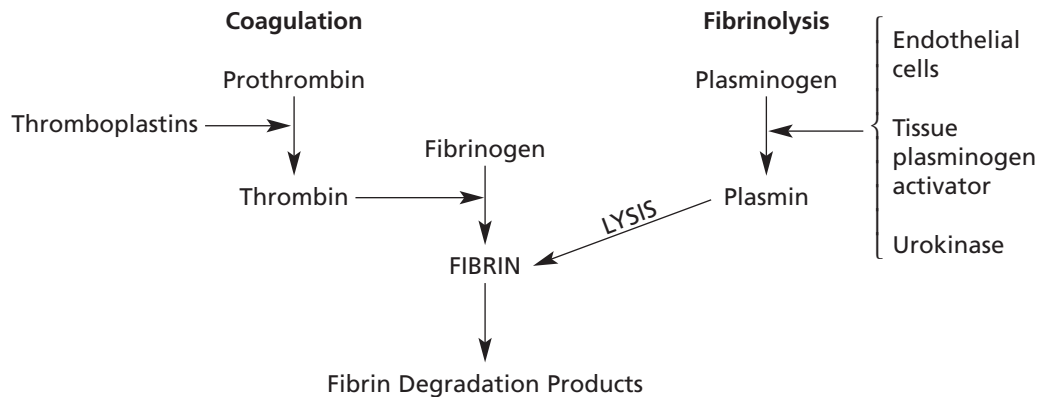 Coagulation
Fibrinolysis
Endothelial
cells
Prothrombin
Plasminogen
Thromboplastins
Tissue
plasminogen
activator
Fibrinogen
Thrombin
Plasmin
LYSIS
Urokinase
FIBRIN
Fibrin Degradation Products